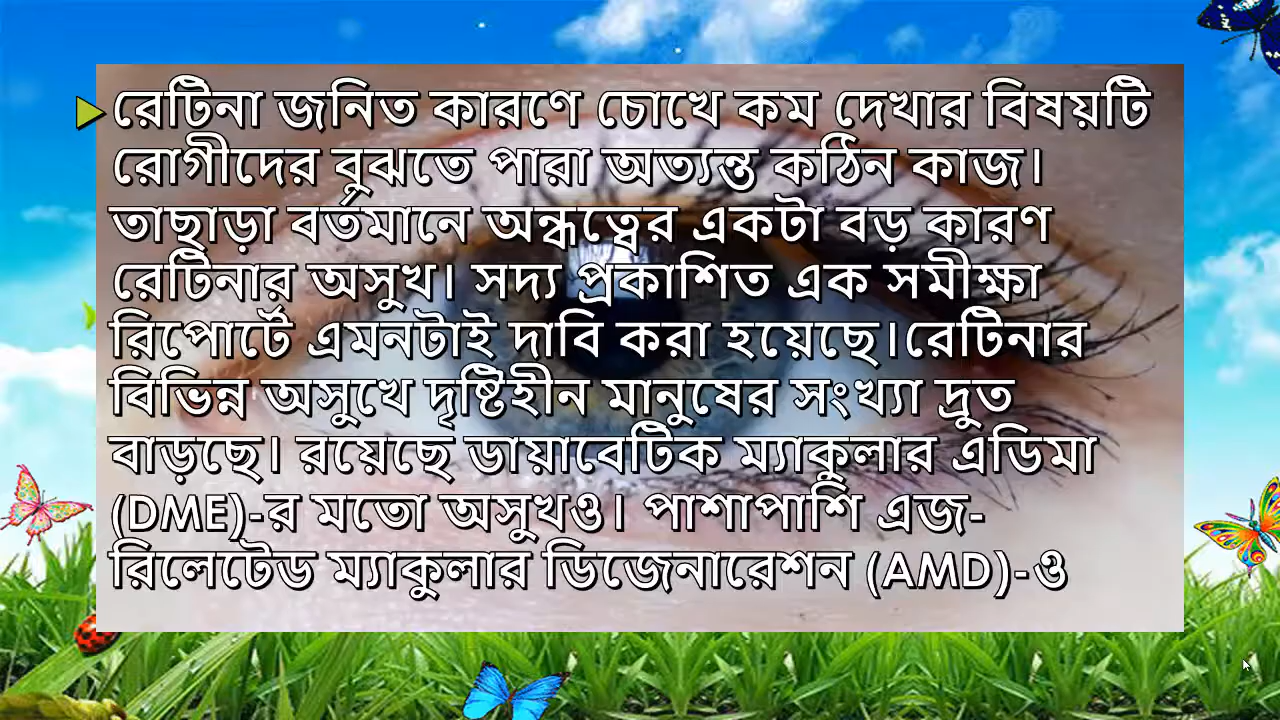 রেটিনা জনিত কারণে চোখে কম দেখার বিষয়টি
রোগীদের বুঝতে পারা অত্যন্ত কঠিন কাজ।
তাছাড়া বর্তমানে অন্ধত্বের একটা বড় কারণ
রেটিনার অসুখ। সদ্য প্রকাশিত এক সমীক্ষা
রিপোর্টে এমনটাই দাবি করা হয়েছে।রেটিনার
বিভিন্ন অসুখে দৃষ্টিহীন মানুষের সংখ্যা দ্রুত
বাড়ছে। রয়েছে ডায়াবেটিক ম্যাকুলার এডিমা
(DME)-র মতো অসুখও। পাশাপাশি এজ-
রিলেটেড ম্যাকুলার ডিজেনারেশন (AMD)-ও